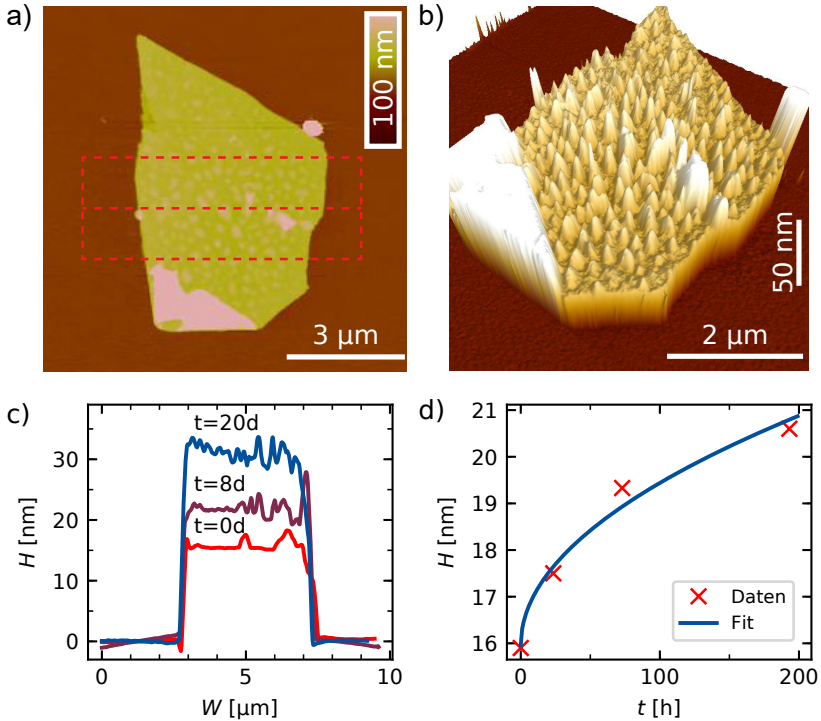 a)
100 nm
3 µm
b)
50 nm
2 µm
c)
H [nm]
30
20
10
0
t=20d
t=8d
t=0d
0
5
10
W [µm]
d)
H [nm]
21
20
19
18
17
16
Daten
Fit
0
100
200
t [h]